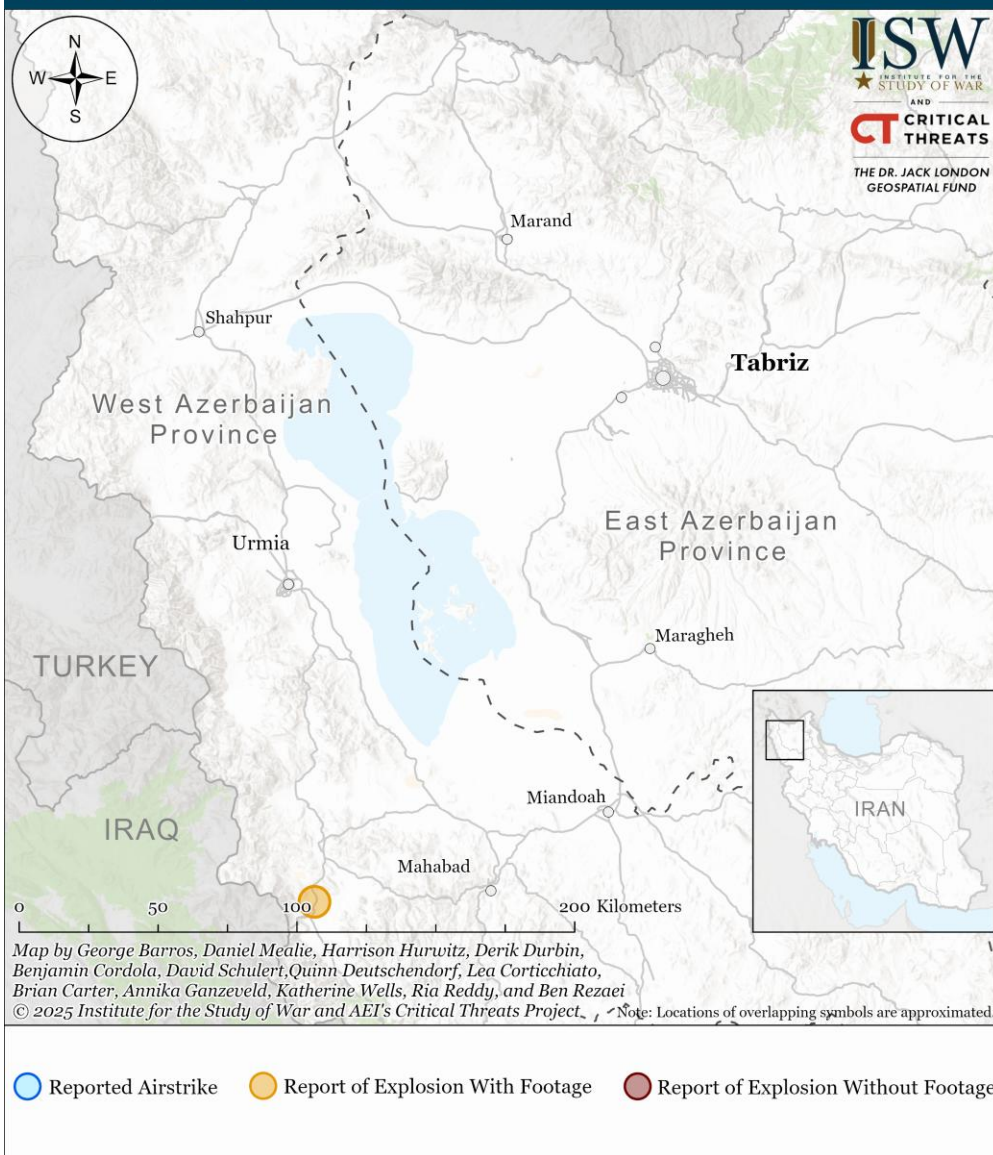 N
W
E
S
ISW
INSTITUTE FOR THE
STUDY OF WAR
AND
CT CRITICAL
THREATS
THE DR. JACK LONDON
GEOSPATIAL FUND
Marand
Shahpur
Tabriz
West Azerbaijan
Province
East Azerbaijan
Province
Urmia
Maragheh
TURKEY
Miandoah
IRAN
IRAQ
Mahabad
0 50 100 200 Kilometers
Map by George Barros, Daniel Mealie, Harrison Hurwitz, Derik Durbin,
Benjamin Cordola, David Schulert,Quinn Deutschendorf, Lea Corticchiato,
Brian Carter, Annika Ganzeveld, Katherine Wells, Ria Reddy, and Ben Rezaei
© 2025 Institute for the Study of War and AEI's Critical Threats Project.
Note: Locations of overlapping symbols are approximated.
Reported Airstrike
Report of Explosion With Footage
Report of Explosion Without Footage